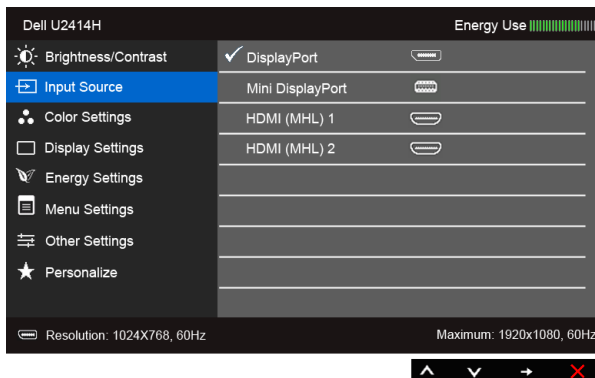 Dell U2414H Energy Use
Brightness/Contrast DisplayPort
Input Source Mini DisplayPort
Color Settings HDMI (MHL) 1
Display Settings HDMI (MHL) 2
Energy Settings
Menu Settings
Other Settings
Personalize
Resolution: 1024X768, 60Hz Maximum: 1920x1080, 60Hz